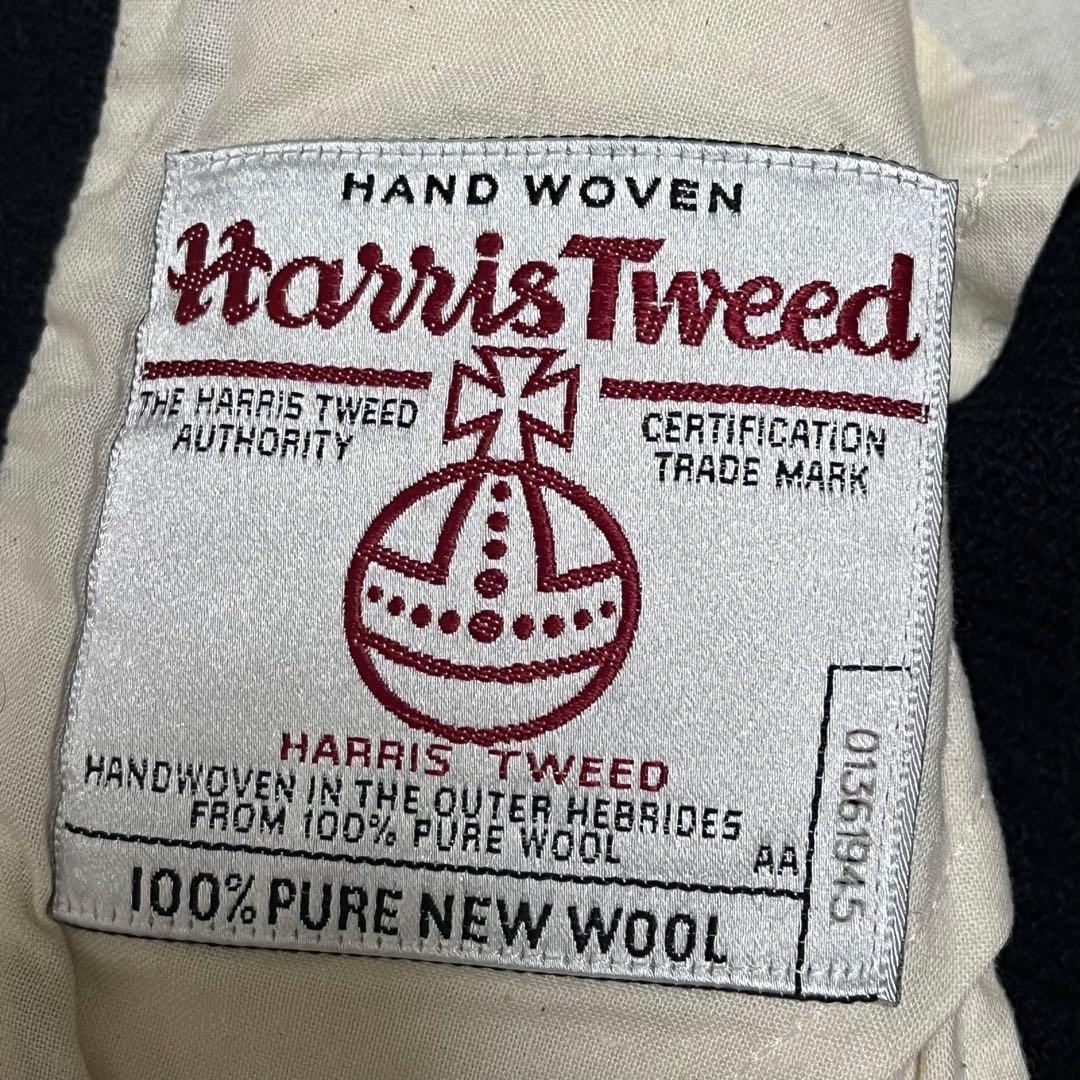 HAND WOVEN
Harris Tweed
THE HARRIS TWEED
AUTHORITY
CERTIFICATION
TRADE MARK
HARRIS TWEED
HANDWOVEN IN THE OUTER HEBRIDES
FROM 100% PURE WOOL
AA
100% PURE NEW WOOL
01361945